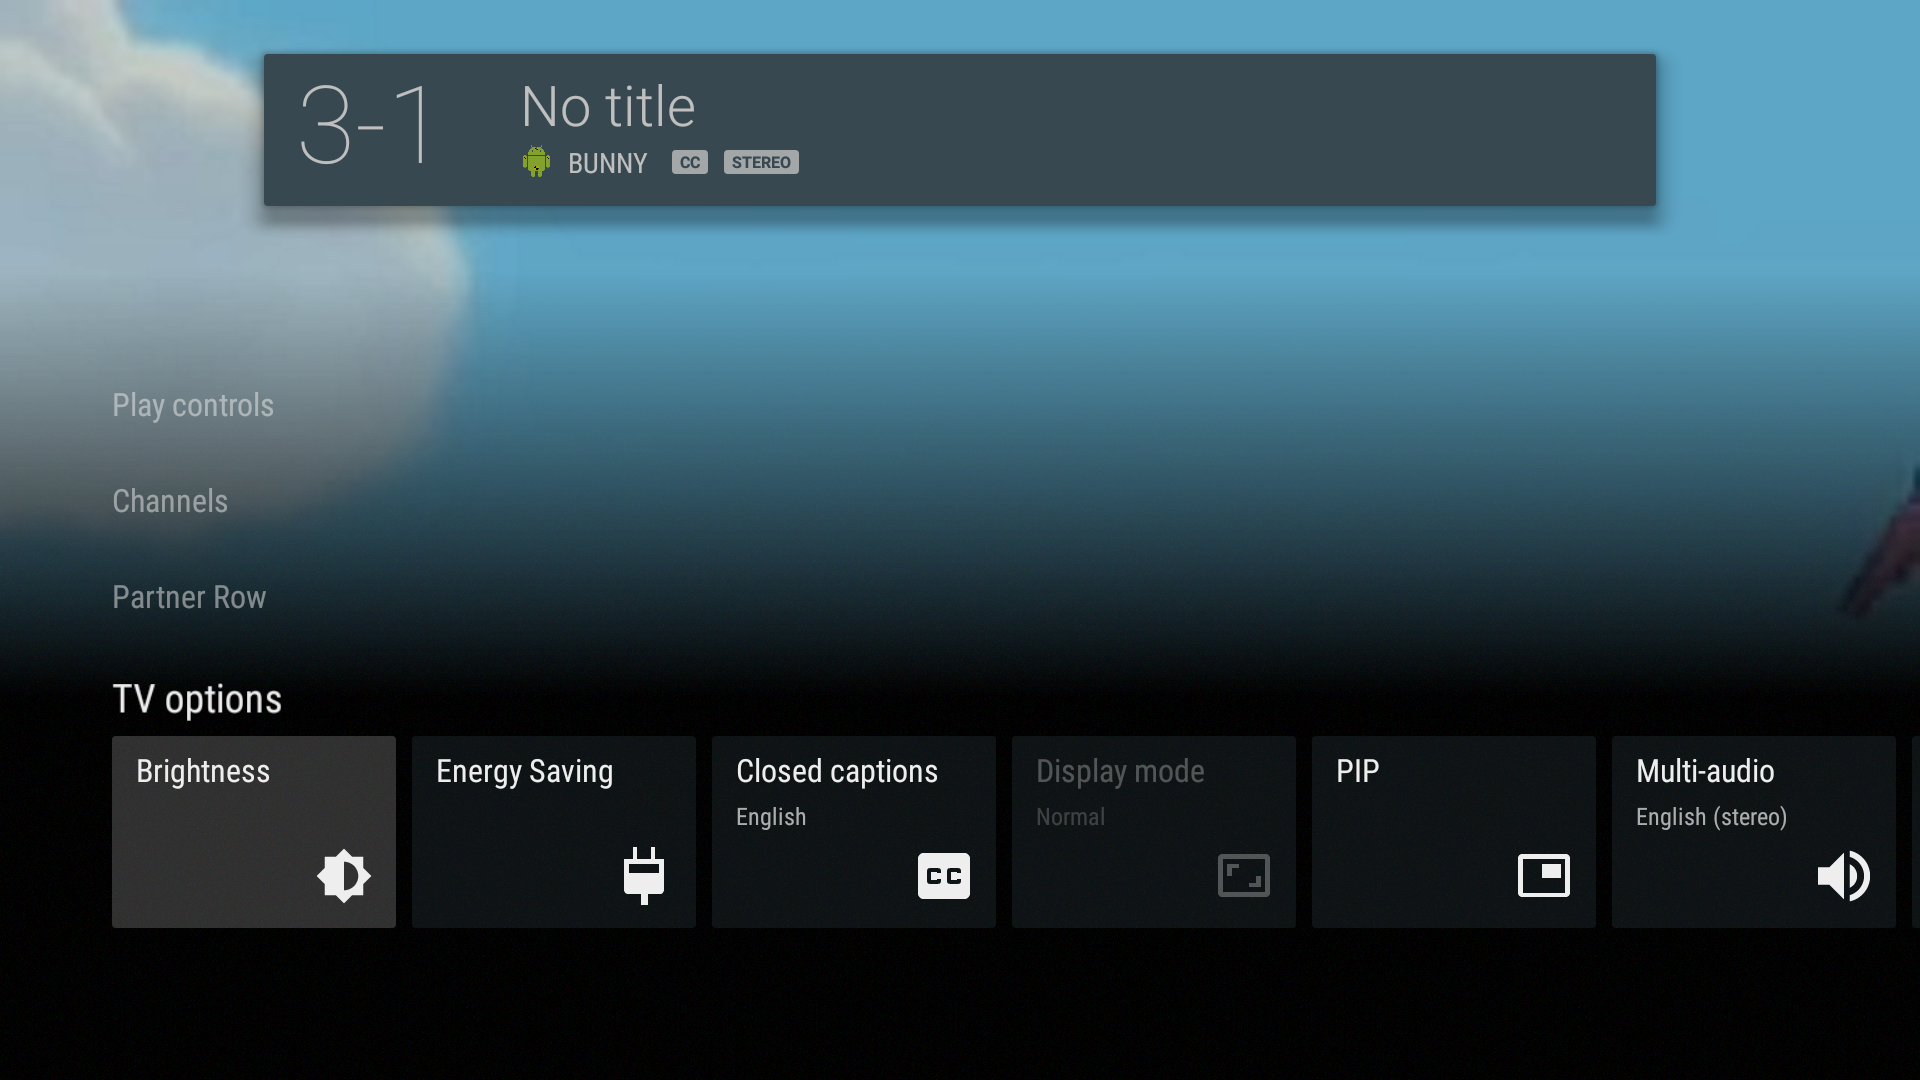 3-1
No title
BUNNY CC STEREO
Play controls
Channels
Partner Row
TV options
Brightness
Energy Saving
Closed captions
English
CC
Display mode
Normal
PIP
Multi-audio
English (stereo)